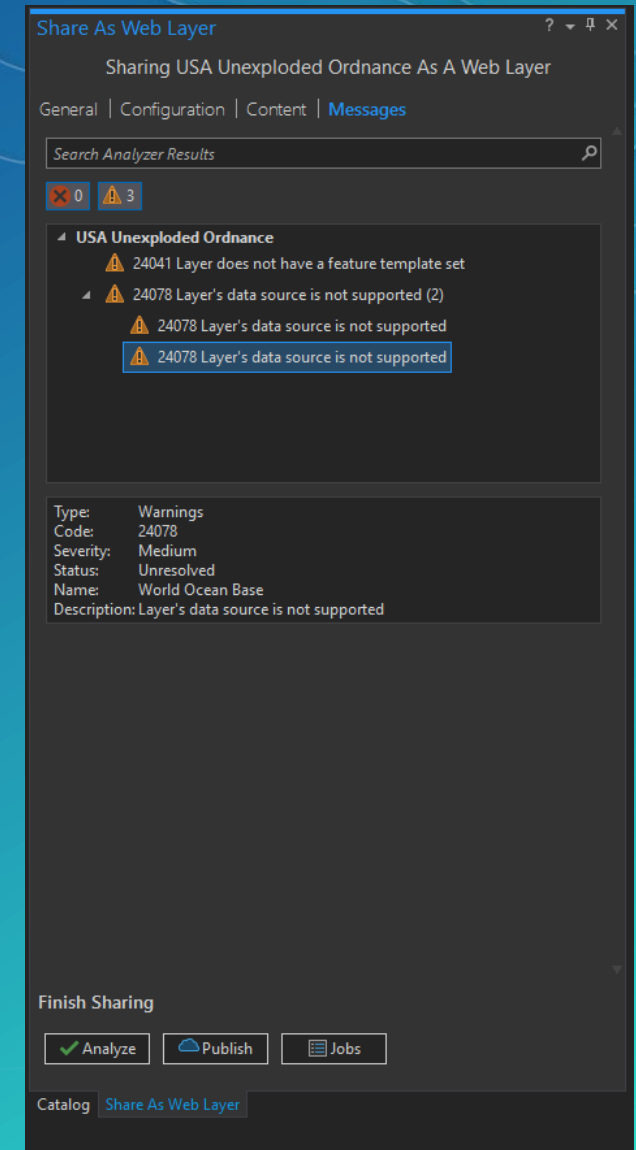 Share As Web Layer ?
Sharing USA Unexploded Ordnance As A Web Layer
General | Configuration | Content | Messages
Search Analyzer Results
0 3
USA Unexploded Ordnance
24041 Layer does not have a feature template set
24078 Layer's data source is not supported (2)
24078 Layer's data source is not supported
24078 Layer's data source is not supported
Type: Warnings
Code: 24078
Severity: Medium
Status: Unresolved
Name: World Ocean Base
Description: Layer's data source is not supported
Finish Sharing
Analyze Publish Jobs
Catalog Share As Web Layer